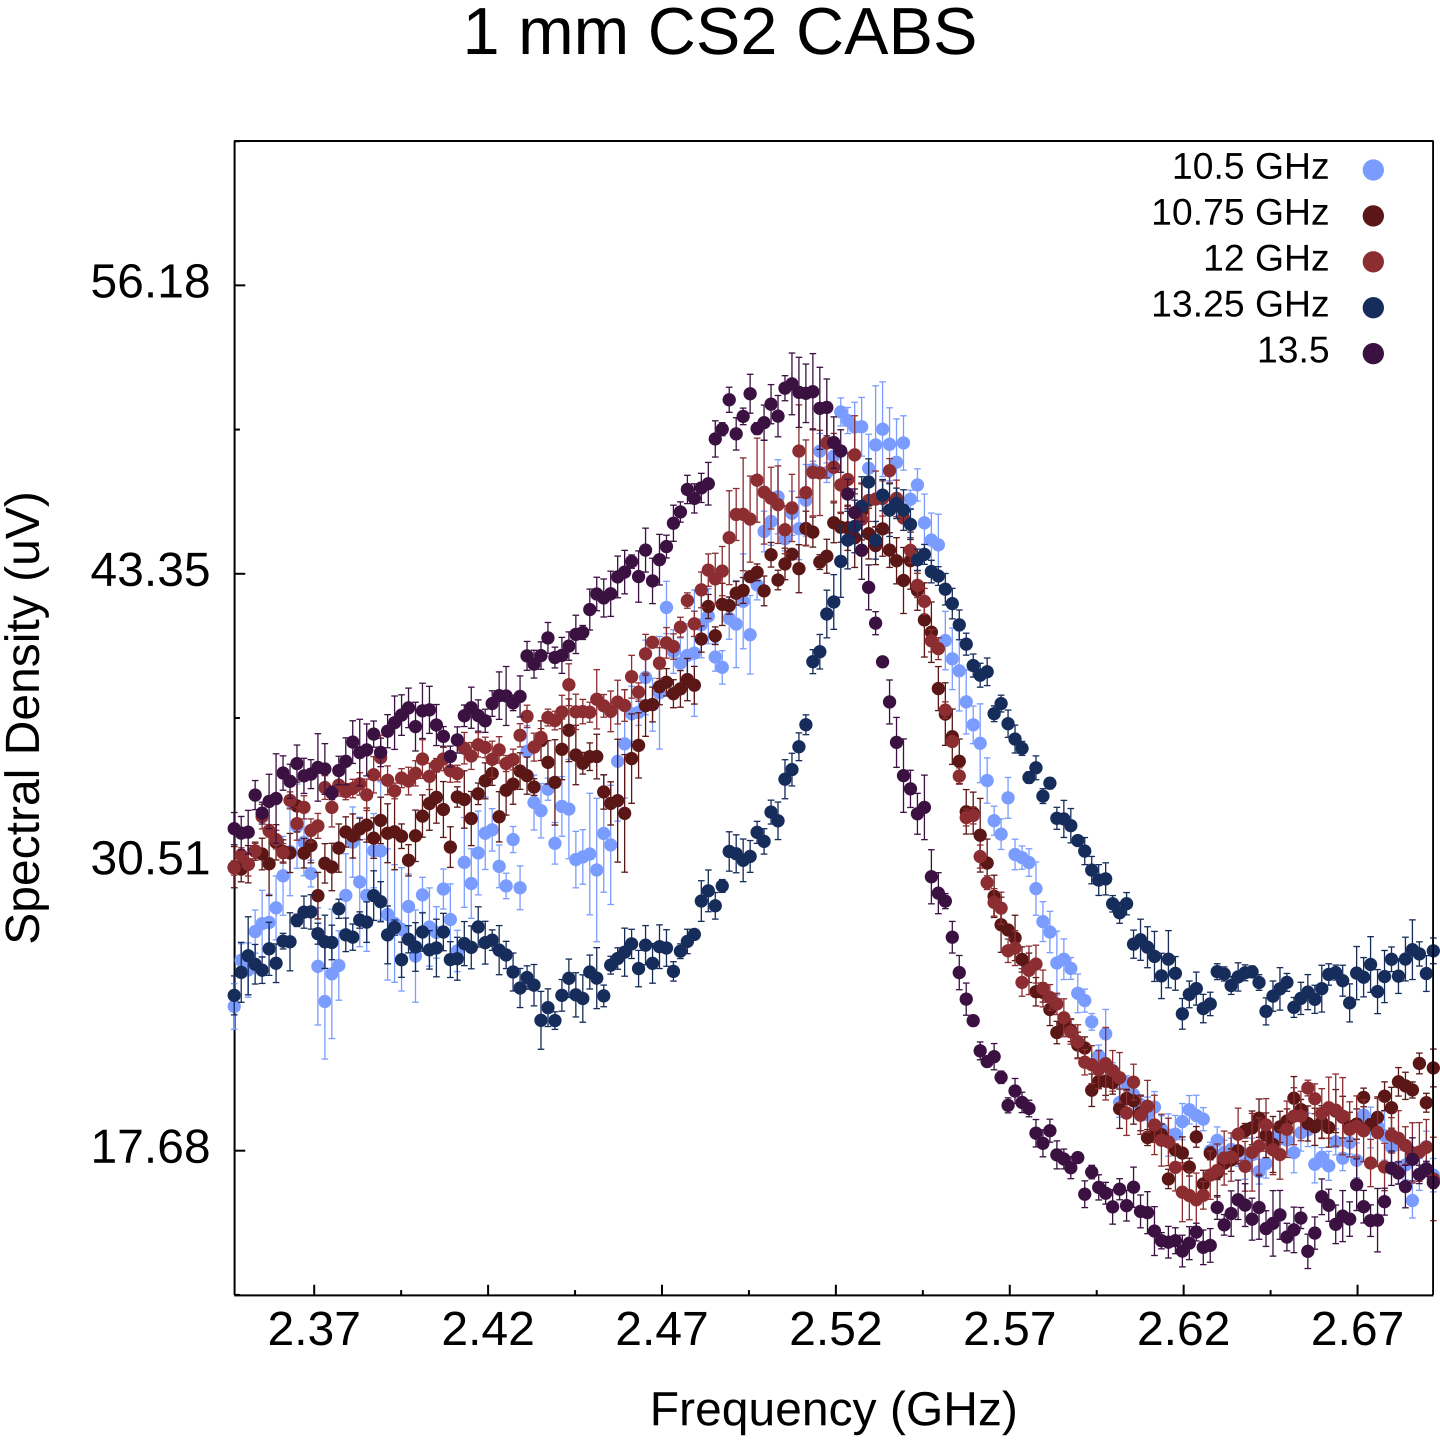 1 mm CS2 CABS
10.5 GHz
10.75 GHz
12 GHz
13.25 GHz
13.5
56.18
43.35
30.51
17.68
Spectral Density (uV)
2.37 2.42 2.47 2.52 2.57 2.62 2.67
Frequency (GHz)